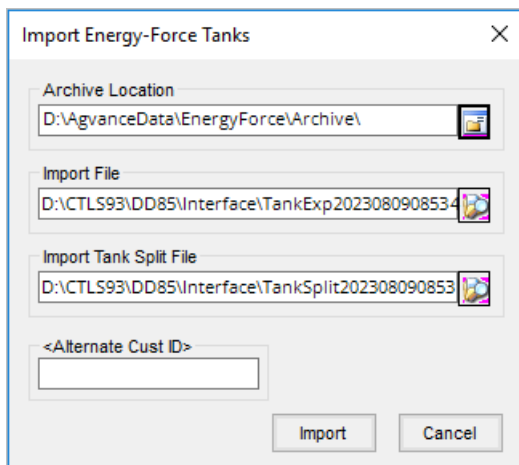 Import Energy-Force Tanks
Archive Location
D:\AgvanceData\EnergyForce\Archive\
Import File
D:\CTLS93\DD85\Interface\TankExp2023080908534
Import Tank Split File
D:\CTLS93\DD85\Interface\TankSplit202308090853
<Alternate Cust ID>
Import Cancel